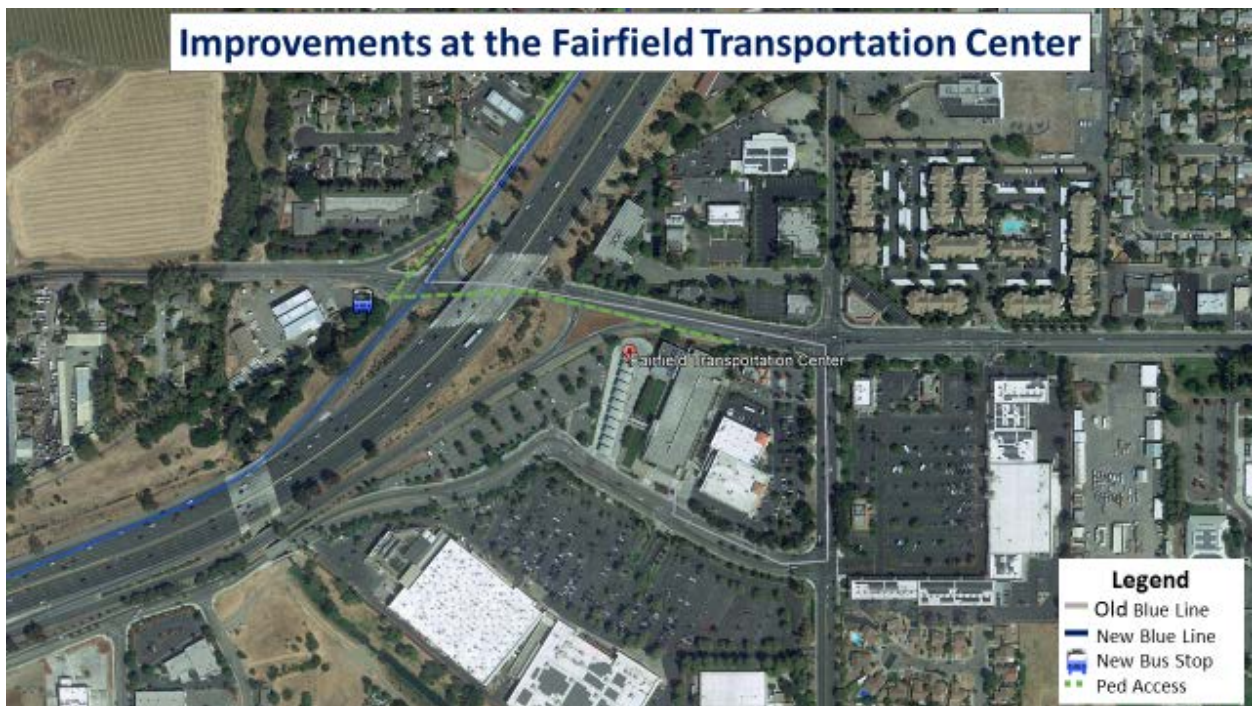 Improvements at the Fairfield Transportation Center
Fairfield Transportation Center
Legend
Old Blue Line
New Blue Line
New Bus Stop
Ped Access